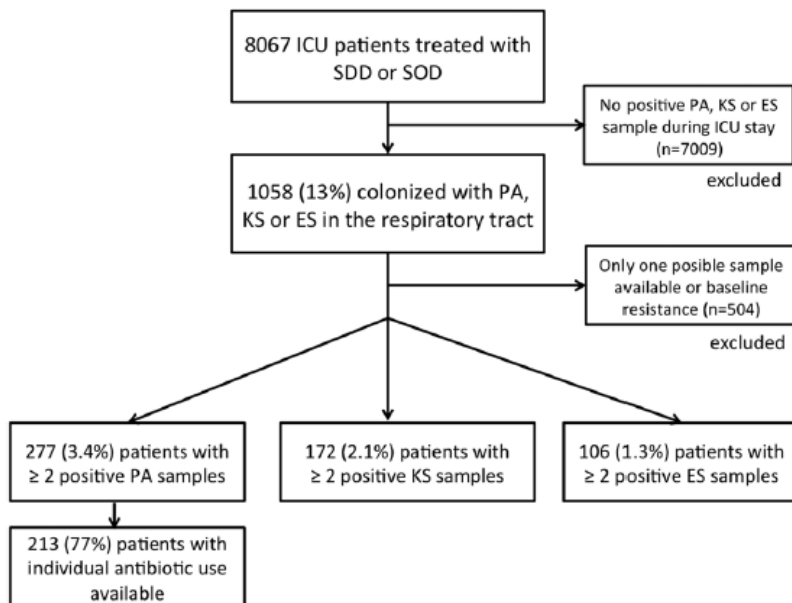 8067 ICU patients treated with
SDD or SOD
No positive PA, KS or ES
sample during ICU stay
(n=7009)
excluded
1058 (13%) colonized with PA,
KS or ES in the respiratory tract
Only one posible sample
available or baseline
resistance (n=504)
excluded
277 (3.4%) patients with
≥ 2 positive PA samples
172 (2.1%) patients with
≥ 2 positive KS samples
106 (1.3%) patients with
≥ 2 positive ES samples
213 (77%) patients with
individual antibiotic use
available